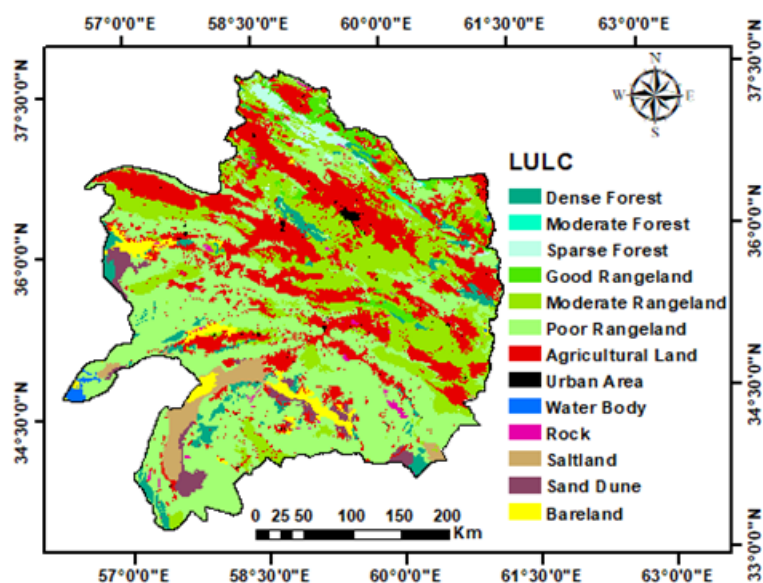 57°0'0"E 58°30'0"E 60°0'0"E 61°30'0"E 63°0'0"E
37°30'0"N
37°30'0"N
N
W E
S
LULC
Dense Forest
Moderate Forest
Sparse Forest
36°0'0"N
36°0'0"N
Good Rangeland
Moderate Rangeland
Poor Rangeland
Agricultural Land
Urban Area
34°30'0"N
34°30'0"N
Water Body
Rock
Saltland
Sand Dune
Bareland
0 25 50 100 150 200
Km
33°0'0"N
57°0'0"E 58°30'0"E 60°0'0"E 61°30'0"E 63°0'0"E